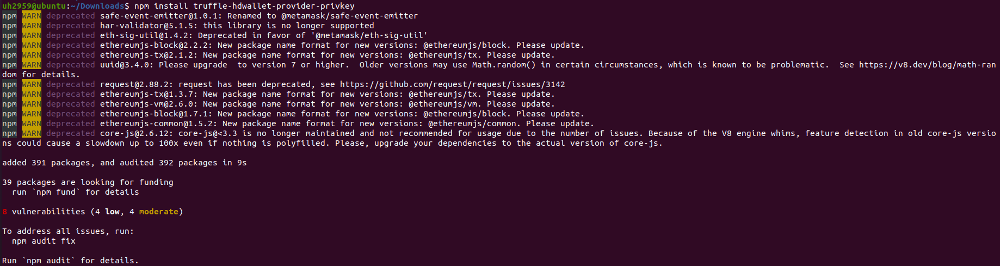 uh2959@ubuntu:~/Downloads$ npm install truffle-hdwallet-provider-privkey
npm WARN deprecated safe-event-emitter@1.0.1: Renamed to @metamask/safe-event-emitter
npm WARN deprecated har-validator@5.1.5: this library is no longer supported
npm WARN deprecated eth-sig-util@1.4.2: Deprecated in favor of '@metamask/eth-sig-util'
npm WARN deprecated ethereumjs-block@2.2.2: New package name format for new versions: @ethereumjs/block. Please update.
npm WARN deprecated ethereumjs-tx@2.1.2: New package name format for new versions: @ethereumjs/tx. Please update.
npm WARN deprecated uuid@3.4.0: Please upgrade  to version 7 or higher.  Older versions may use Math.random() in certain circumstances, which is known to be problematic.  See https://v8.dev/blog/math-ran
dom for details.
npm WARN deprecated request@2.88.2: request has been deprecated, see https://github.com/request/request/issues/3142
npm WARN deprecated ethereumjs-tx@1.3.7: New package name format for new versions: @ethereumjs/tx. Please update.
npm WARN deprecated ethereumjs-vm@2.6.0: New package name format for new versions: @ethereumjs/vm. Please update.
npm WARN deprecated ethereumjs-block@1.7.1: New package name format for new versions: @ethereumjs/block. Please update.
npm WARN deprecated ethereumjs-common@1.5.2: New package name format for new versions: @ethereumjs/common. Please update.
npm WARN deprecated core-js@2.6.12: core-js@<3.3 is no longer maintained and not recommended for usage due to the number of issues. Because of the V8 engine whims, feature detection in old core-js versio
ns could cause a slowdown up to 100x even if nothing is polyfilled. Please, upgrade your dependencies to the actual version of core-js.
added 391 packages, and audited 392 packages in 9s
39 packages are looking for funding
  run `npm fund` for details
8 vulnerabilities (4 low, 4 moderate)
To address all issues, run:
  npm audit fix
Run `npm audit` for details.